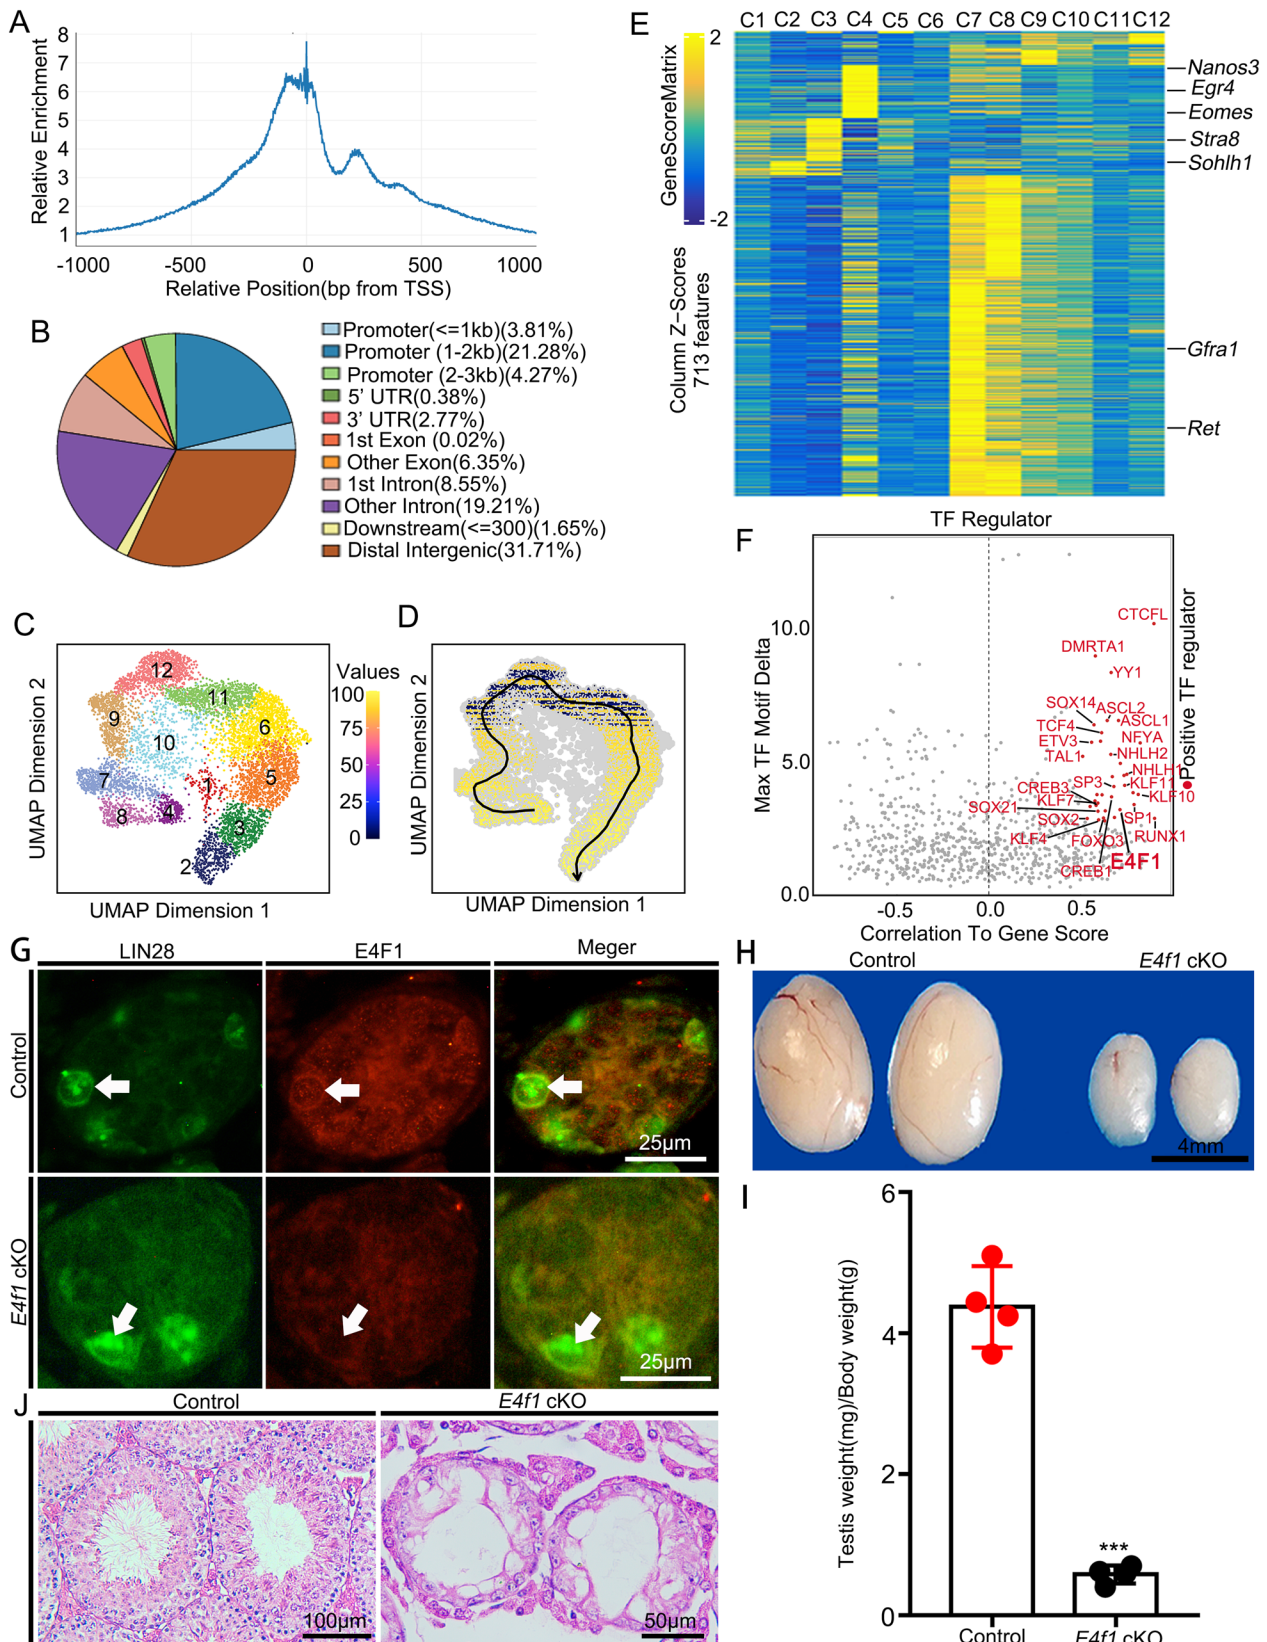 A
Relative Enrichment
8
7
6
5
4
3
2
1
-1000
-500
0
500
1000
Relative Position(bp from TSS)
B
Promoter(<=1kb)(3.81%)
Promoter (1-2kb)(21.28%)
Promoter (2-3kb)(4.27%)
5' UTR(0.38%)
3' UTR(2.77%)
1st Exon (0.02%)
Other Exon(6.35%)
1st Intron(8.55%)
Other Intron(19.21%)
Downstream(<=300)(1.65%)
Distal Intergenic(31.71%)
C
UMAP Dimension 2
12
11
9
10
6
7
1
5
8
4
3
2
UMAP Dimension 1
Values
100
75
50
25
0
D
UMAP Dimension 2
UMAP Dimension 1
E
C1 C2 C3 C4 C5 C6 C7 C8 C9 C10 C11 C12
2
-2
GeneScoreMatrix
Column Z-Scores
713 features
Nanos3
Egr4
Eomes
Stra8
Sohlh1
Gfra1
Ret
F
TF Regulator
Max TF Motif Delta
10.0
5.0
0.0
-0.5
0.0
0.5
Correlation To Gene Score
Positive TF regulator
CTCFL
DMRTA1
YY1
SOX14
ASCL2
TCF4
ASCL1
ETV3
NFYA
TAL1
NHLH2
NHLH1
SP3
KLF11
CREB3
KLF7
KLF10
SOX21
SOX2
SP1
KLF4
FOXO3
RUNX1
E4F1
CREB1
G
LIN28
E4F1
Meger
Control
25μm
E4f1 cKO
25μm
H
Control
E4f1 cKO
4mm
I
Testis weight(mg)/Body weight(g)
6
4
2
0
***
Control
E4f1 cKO
J
Control
E4f1 cKO
100μm
50μm